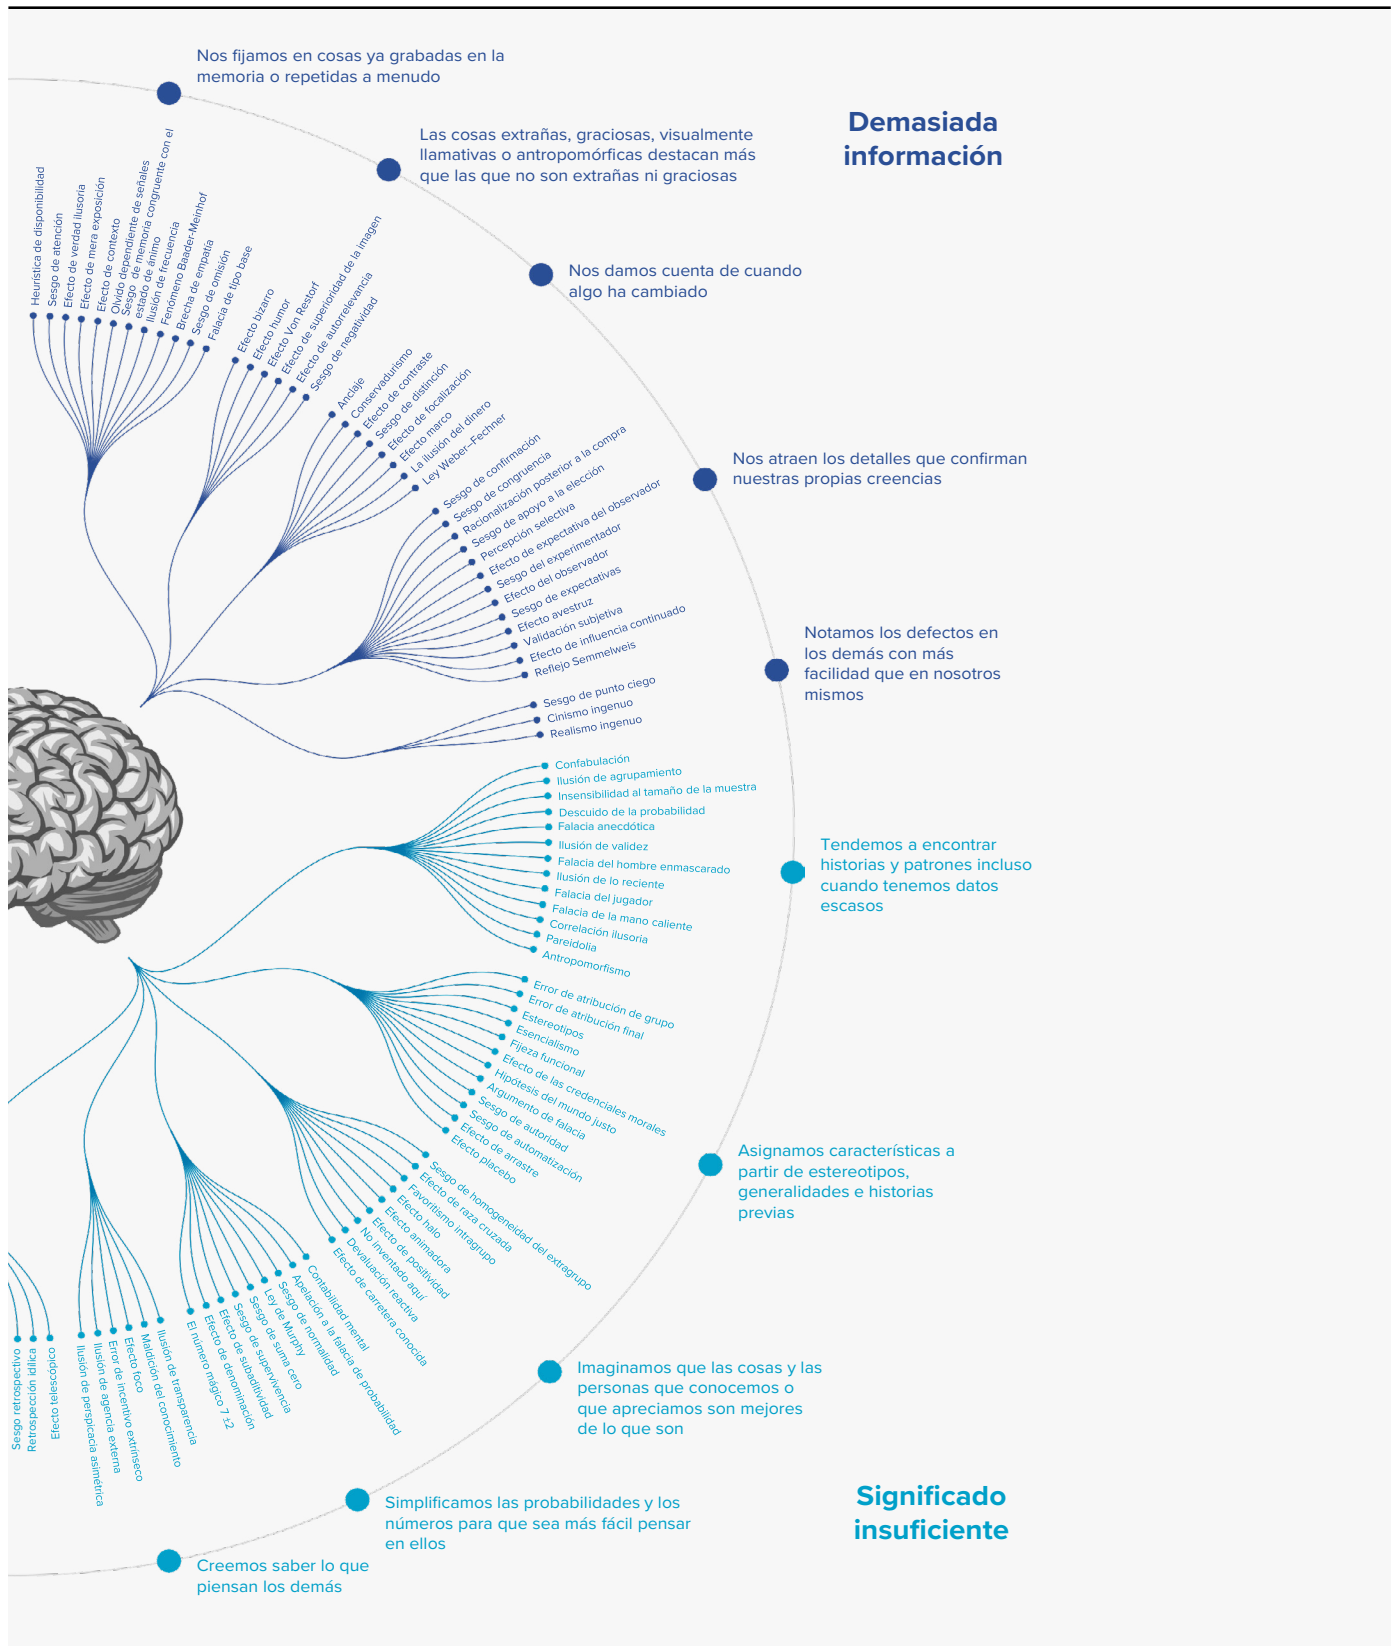 Nos fijamos en cosas ya grabadas en la
memoria o repetidas a menudo
Las cosas extrañas, graciosas, visualmente
llamativas o antropomórficas destacan más
que las que no son extrañas ni graciosas
Demasiada
información
Nos damos cuenta de cuando
algo ha cambiado
Nos atraen los detalles que confirman
nuestras propias creencias
Notamos los defectos en
los demás con más
facilidad que en nosotros
mismos
Heurística de disponibilidad
Sesgo de atención
Efecto de verdad ilusoria
Efecto de mera exposición
Efecto de contexto
Olvido dependiente de señales
Sesgo de memoria congruente con el
estado de ánimo
Ilusión de frecuencia
Fenómeno Baader-Meinhof
Brecha de empatía
Sesgo de omisión
Falacia de tipo base
Efecto bizarro
Efecto humor
Efecto Von Restorf
Efecto de superioridad de la imagen
Efecto de autorrelevancia
Sesgo de negatividad
Anclaje
Conservadurismo
Efecto de contraste
Sesgo de distinción
Efecto de focalización
Efecto marco
La ilusión del dinero
Ley Weber–Fechner
Sesgo de confirmación
Sesgo de congruencia
Racionalización posterior a la compra
Sesgo de apoyo a la elección
Percepción selectiva
Efecto de expectativa del observador
Sesgo del experimentador
Efecto del observador
Sesgo de expectativas
Efecto avestruz
Validación subjetiva
Efecto de influencia continuado
Reflejo Semmelweis
Sesgo de punto ciego
Cinismo ingenuo
Realismo ingenuo
Confabulación
Ilusión de agrupamiento
Insensibilidad al tamaño de la muestra
Descuido de la probabilidad
Falacia anecdótica
Ilusión de validez
Falacia del hombre enmascarado
Ilusión de lo reciente
Falacia del jugador
Falacia de la mano caliente
Correlación ilusoria
Pareidolia
Antropomorfismo
Tendemos a encontrar
historias y patrones incluso
cuando tenemos datos
escasos
Error de atribución de grupo
Error de atribución final
Estereotipos
Esencialismo
Fijeza funcional
Efecto de las credenciales morales
Hipótesis del mundo justo
Argumento de falacia
Sesgo de autoridad
Sesgo de automatización
Efecto de arrastre
Efecto placebo
Asignamos características a
partir de estereotipos,
generalidades e historias
previas
Sesgo de homogeneidad del extragrupo
Efecto de raza cruzada
Favoritismo intragrupo
Efecto halo
Efecto animadora
Efecto de positividad
No inventado aquí
Devaluación reactiva
Efecto de carretera conocida
Imaginamos que las cosas y las
personas que conocemos o
que apreciamos son mejores
de lo que son
Contabilidad mental
Apelación a la falacia de probabilidad
Sesgo de normalidad
Ley de Murphy
Sesgo de suma cero
Sesgo de supervivencia
Efecto de subaditividad
Efecto de denominación
El número mágico 7 ±2
Simplificamos las probabilidades y los
números para que sea más fácil pensar
en ellos
Significado
insuficiente
Ilusión de transparencia
Maldición del conocimiento
Efecto foco
Error de incentivo extrínseco
Ilusión de agencia externa
Ilusión de perspicacia asimétrica
Creemos saber lo que
piensan los demás
Efecto telescópico
Retrospección idílica
Sesgo retrospectivo